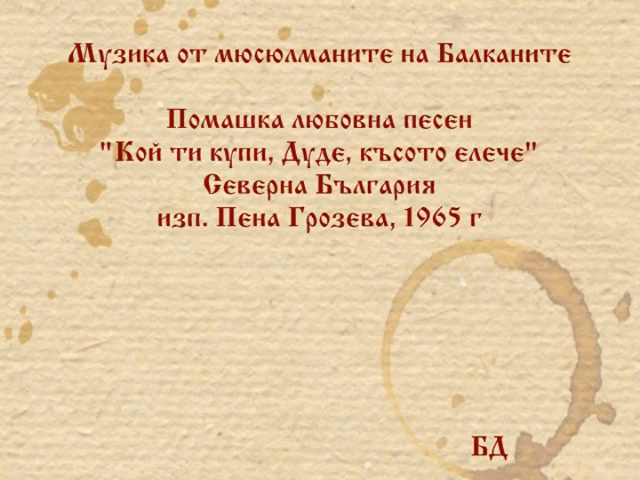 Музика от мюсюлманите на Балканите
Помашка любовна песен
"Кой ти купи, Дуде, късото елече"
Северна България
изп. Пена Грозева, 1965 г
БД